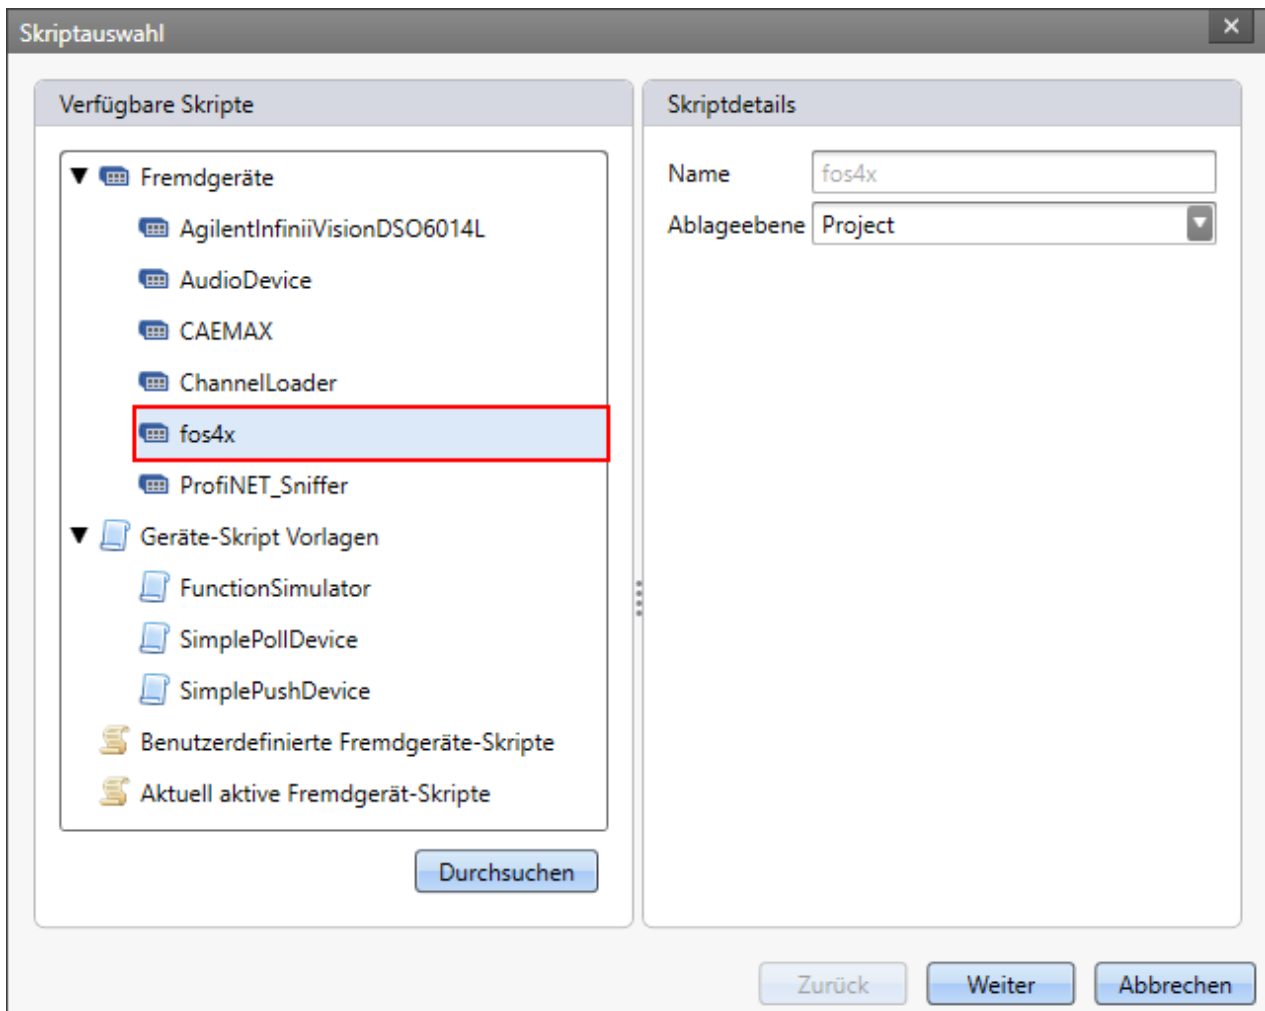 Skriptauswahl
Verfügbare Skripte
Fremdgeräte
AgilentInfiniiVisionDSO6014L
AudioDevice
CAEMAX
ChannelLoader
fos4x
ProfiNET_Sniffer
Geräte-Skript Vorlagen
FunctionSimulator
SimplePollDevice
SimplePushDevice
Benutzerdefinierte Fremdgeräte-Skripte
Aktuell aktive Fremdgerät-Skripte
Durchsuchen
Skriptdetails
Name fos4x
Ablageebene Project
Zurück Weiter Abbrechen